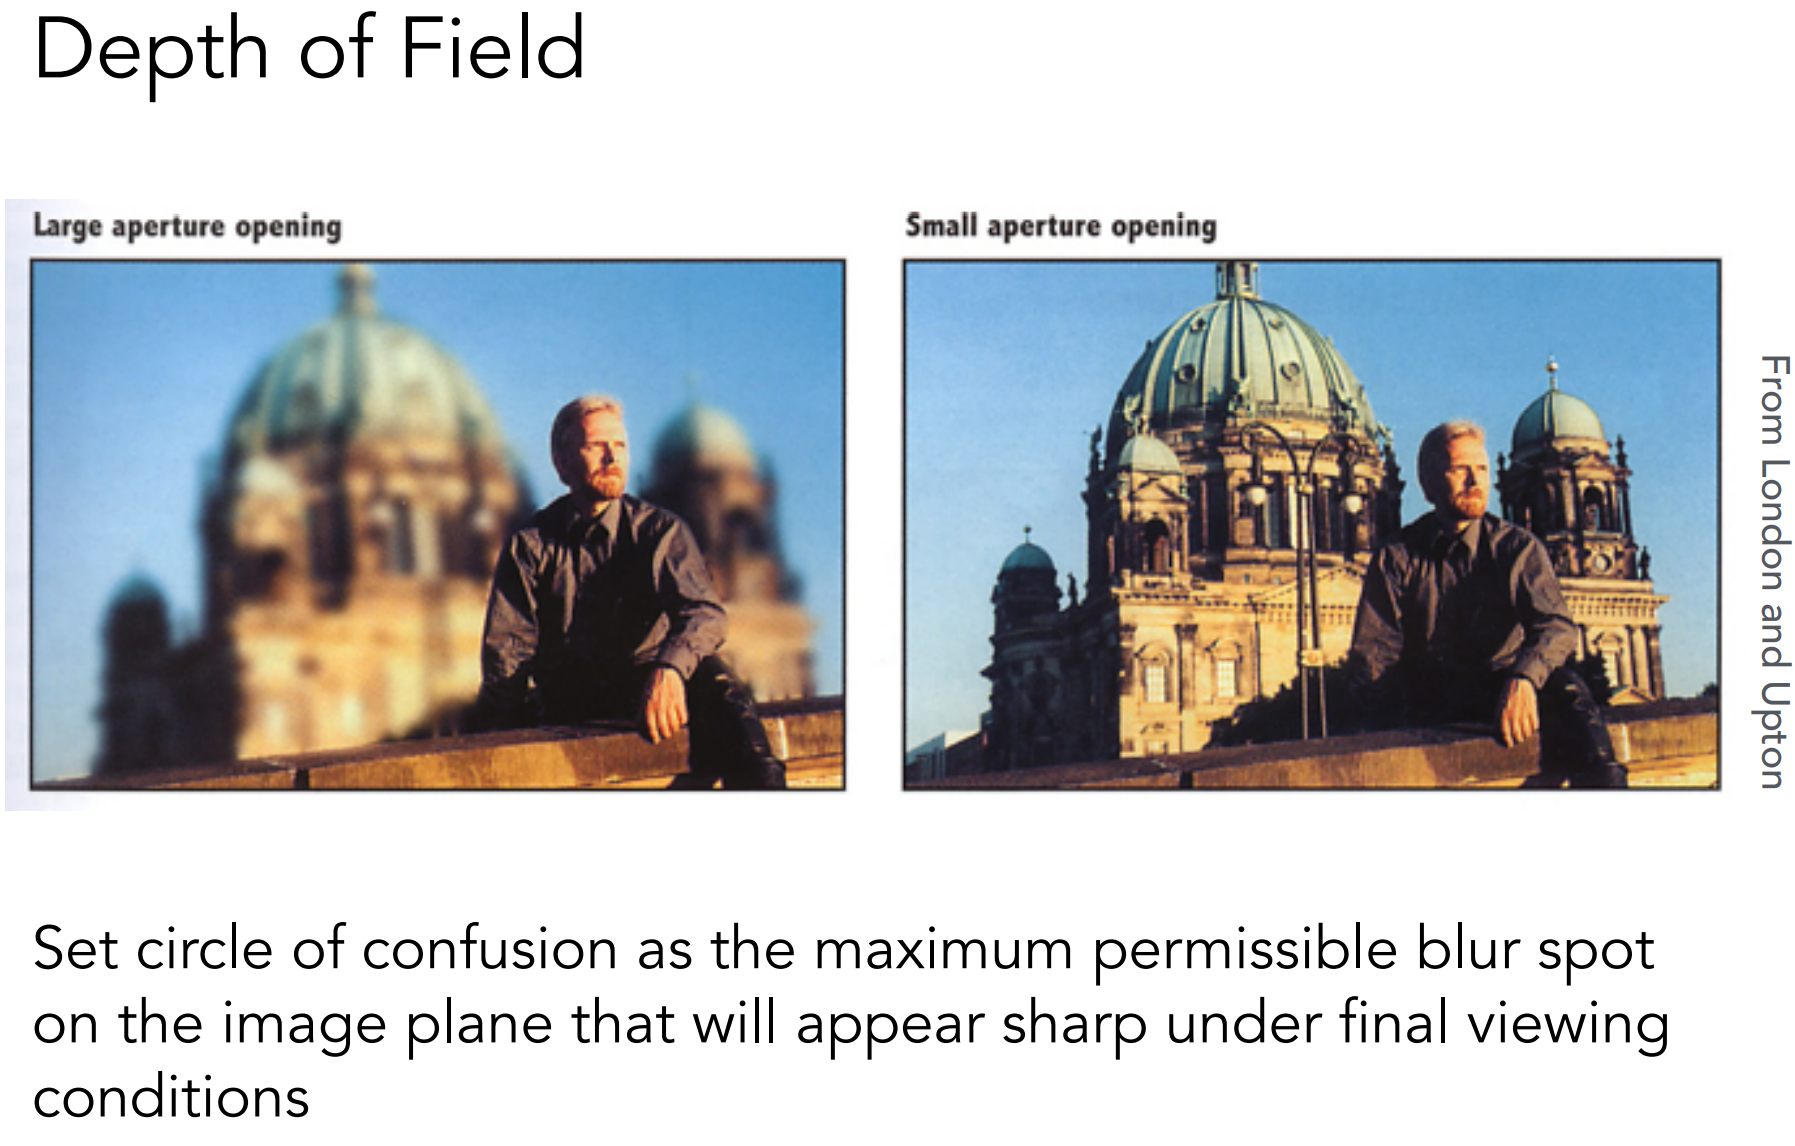 Depth of Field
Large aperture opening
Small aperture opening
From London and Upton
Set circle of confusion as the maximum permissible blur spot
on the image plane that will appear sharp under final viewing
conditions